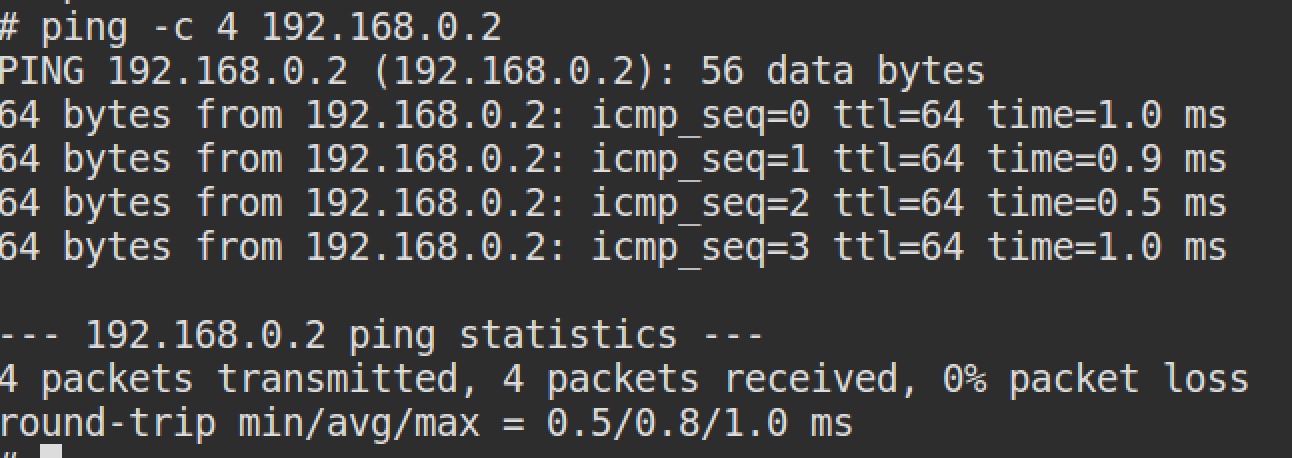 # ping -c 4 192.168.0.2
PING 192.168.0.2 (192.168.0.2): 56 data bytes
64 bytes from 192.168.0.2: icmp_seq=0 ttl=64 time=1.0 ms
64 bytes from 192.168.0.2: icmp_seq=1 ttl=64 time=0.9 ms
64 bytes from 192.168.0.2: icmp_seq=2 ttl=64 time=0.5 ms
64 bytes from 192.168.0.2: icmp_seq=3 ttl=64 time=1.0 ms

--- 192.168.0.2 ping statistics ---
4 packets transmitted, 4 packets received, 0% packet loss
round-trip min/avg/max = 0.5/0.8/1.0 ms
#